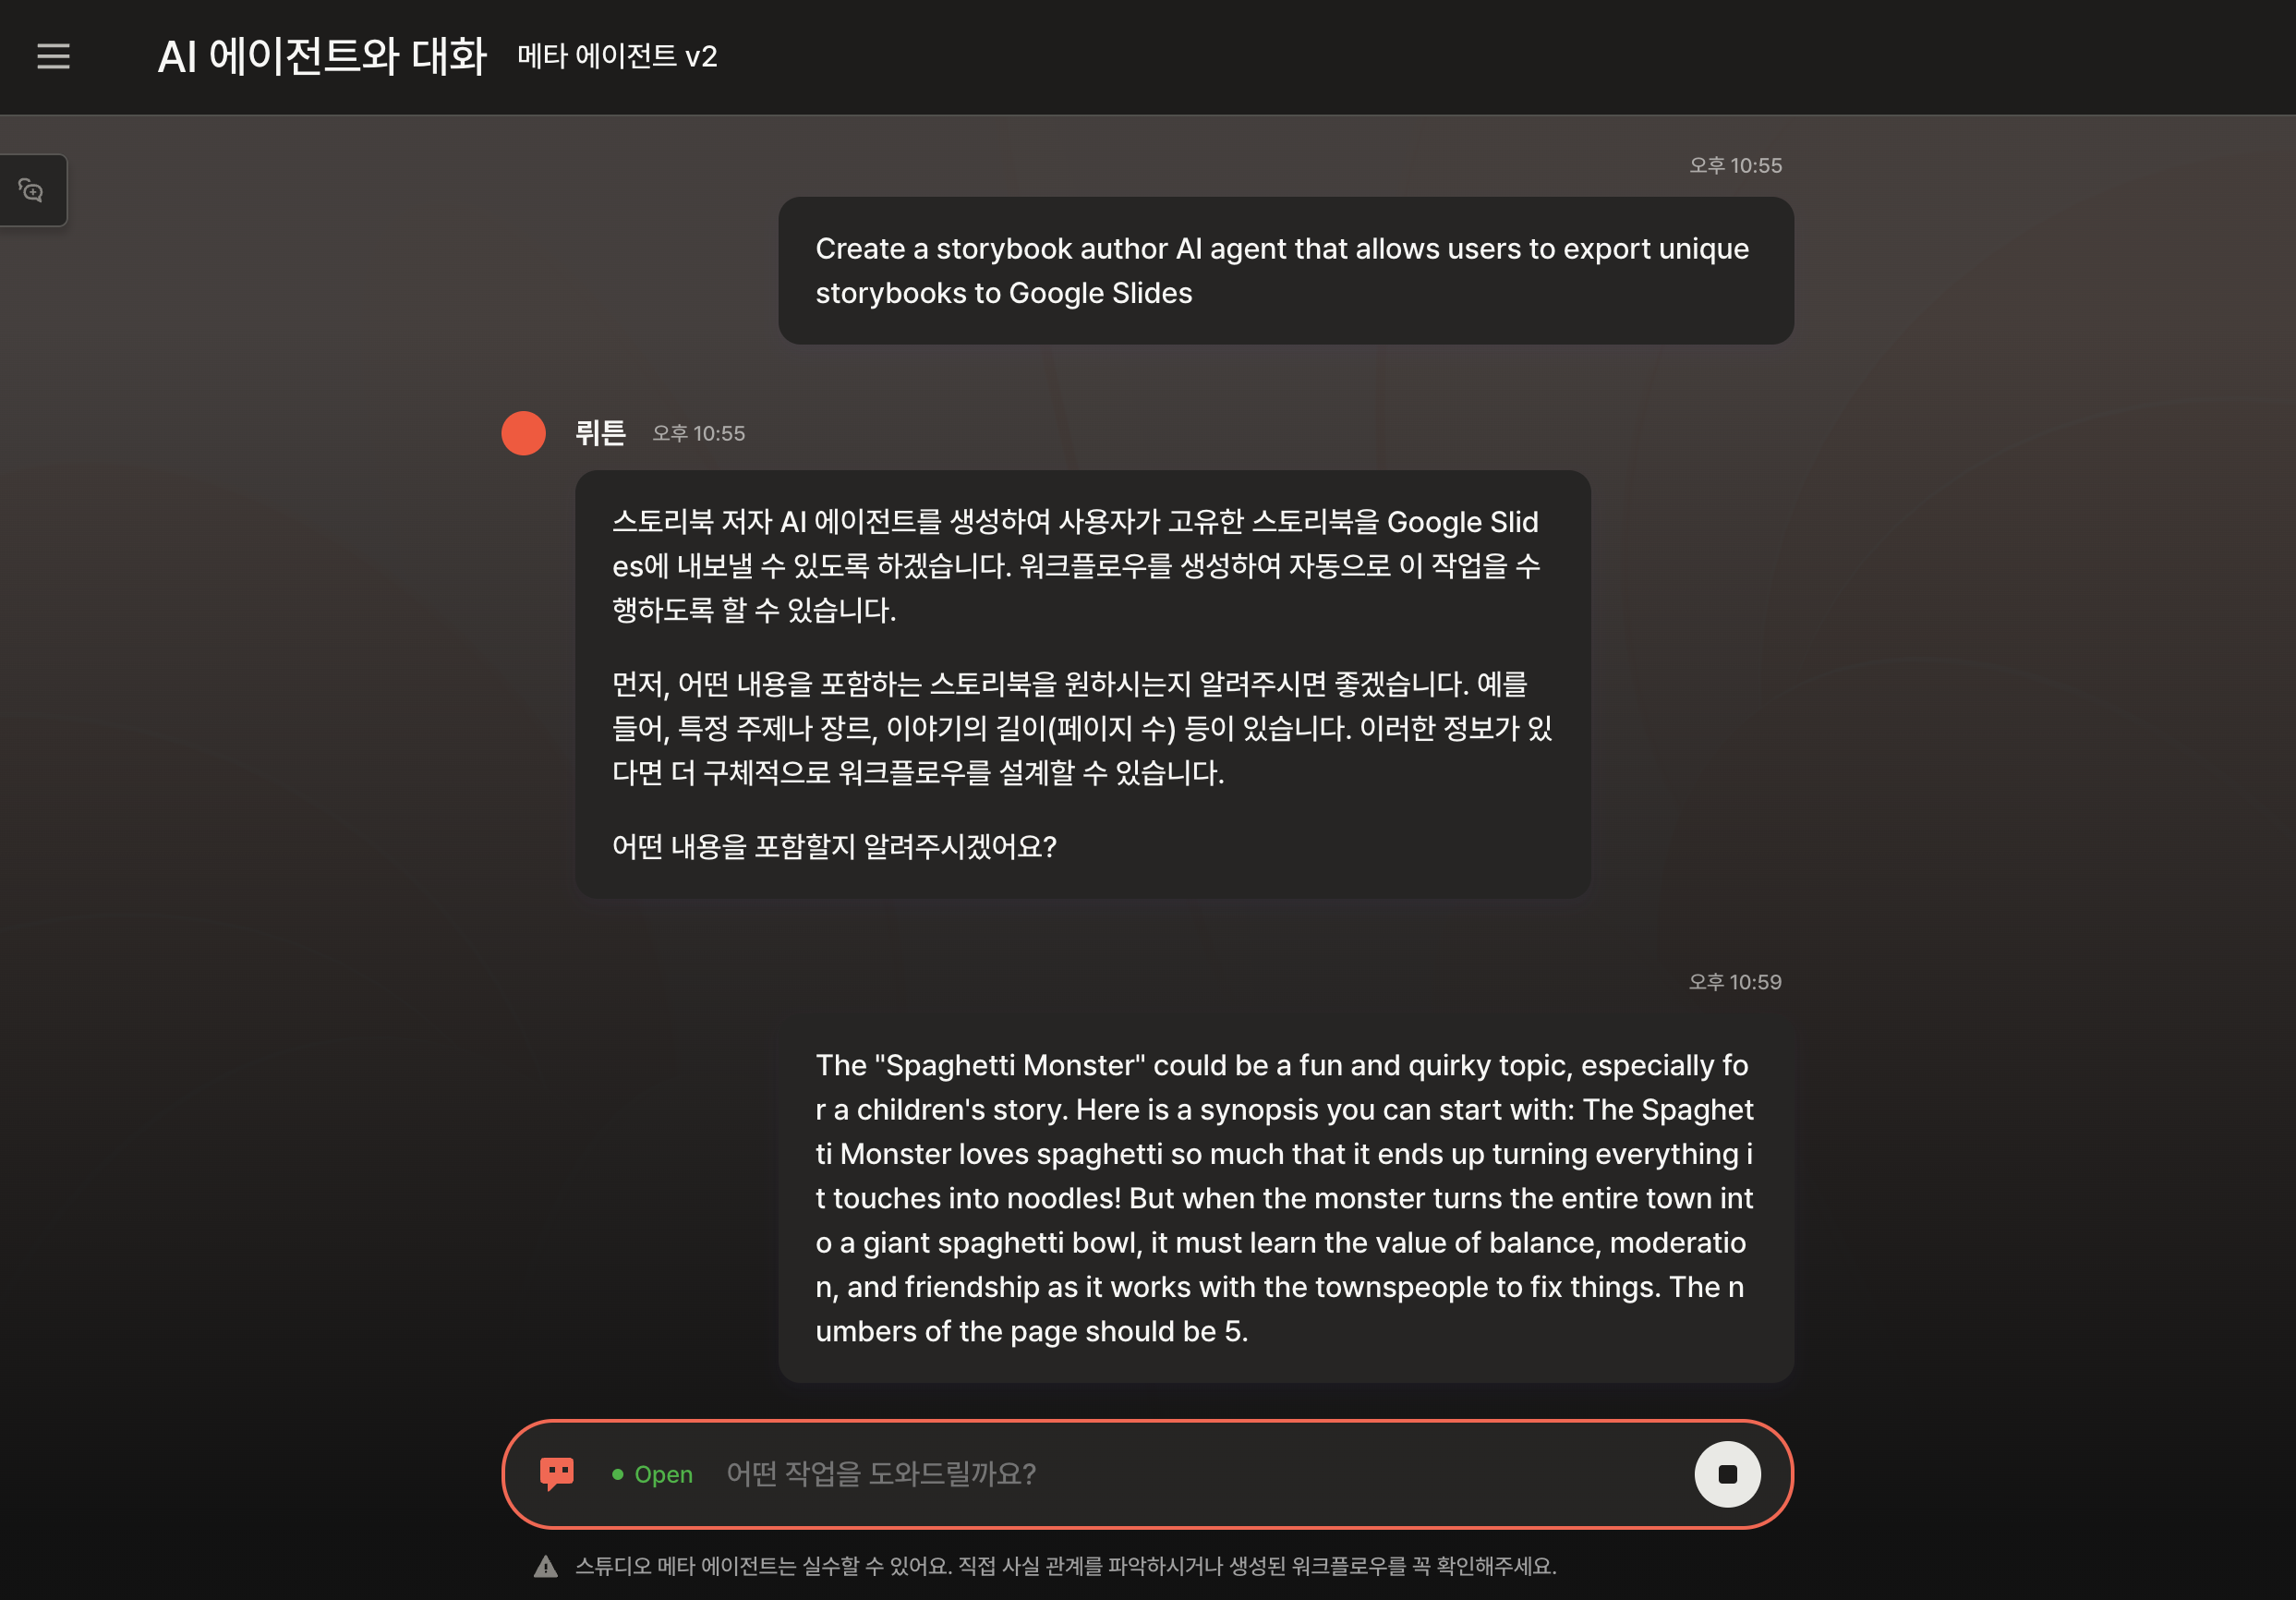 AI 에이전트와 대화 메타 에이전트 v2
오후 10:55
Create a storybook author AI agent that allows users to export unique
storybooks to Google Slides
뤼튼 오후 10:55
스토리북 저자 AI 에이전트를 생성하여 사용자가 고유한 스토리북을 Google Slid
es에 내보낼 수 있도록 하겠습니다. 워크플로우를 생성하여 자동으로 이 작업을 수
행하도록 할 수 있습니다.
먼저, 어떤 내용을 포함하는 스토리북을 원하시는지 알려주시면 좋겠습니다. 예를
들어, 특정 주제나 장르, 이야기의 길이(페이지 수) 등이 있습니다. 이러한 정보가 있
다면 더 구체적으로 워크플로우를 설계할 수 있습니다.
어떤 내용을 포함할지 알려주시겠어요?
오후 10:59
The "Spaghetti Monster" could be a fun and quirky topic, especially fo
r a children's story. Here is a synopsis you can start with: The Spaghet
ti Monster loves spaghetti so much that it ends up turning everything i
t touches into noodles! But when the monster turns the entire town int
o a giant spaghetti bowl, it must learn the value of balance, moderatio
n, and friendship as it works with the townspeople to fix things. The n
umbers of the page should be 5.
Open 어떤 작업을 도와드릴까요?
스튜디오 메타 에이전트는 실수할 수 있어요. 직접 사실 관계를 파악하시거나 생성된 워크플로우를 꼭 확인해주세요.